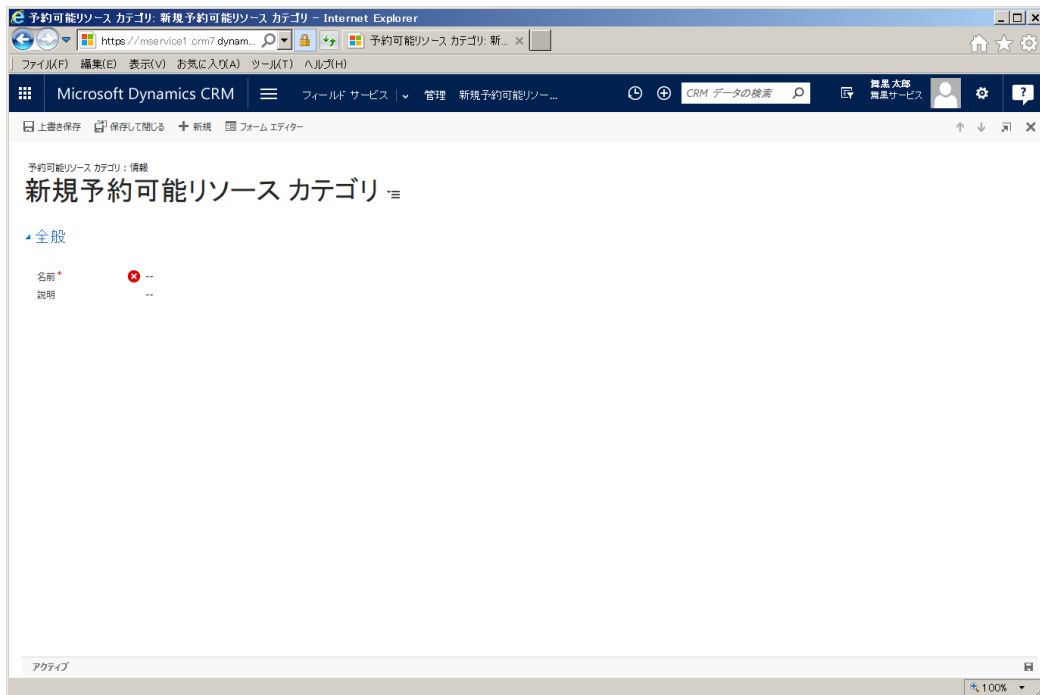 予約可能リソース カテゴリ: 新規予約可能リソース カテゴリ - Internet Explorer
https://mservice1.crm7.dynam... 予約可能リソース カテゴリ: 新...
ファイル(F) 編集(E) 表示(V) お気に入り(A) ツール(T) ヘルプ(H)
Microsoft Dynamics CRM フィールド サービス 管理 新規予約可能リソー... CRM データの検索 舞黒太郎
舞黒サービス
上書き保存 保存して閉じる 新規 フォーム エディター
予約可能リソース カテゴリ : 情報
新規予約可能リソース カテゴリ
全般
名前* --
説明 --
アクティブ
100%